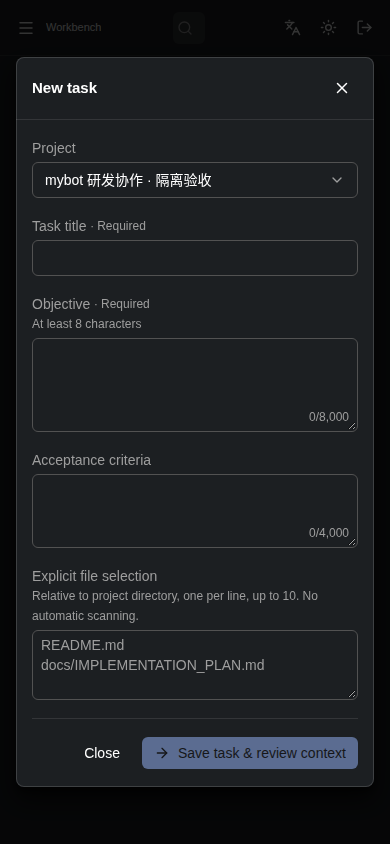 Workbench
New task
Project
mybot 研发协作 · 隔离验收
Task title · Required
Objective · Required
At least 8 characters
0/8,000
Acceptance criteria
0/4,000
Explicit file selection
Relative to project directory, one per line, up to 10. No
automatic scanning.
README.md
docs/IMPLEMENTATION_PLAN.md
Close
Save task & review context